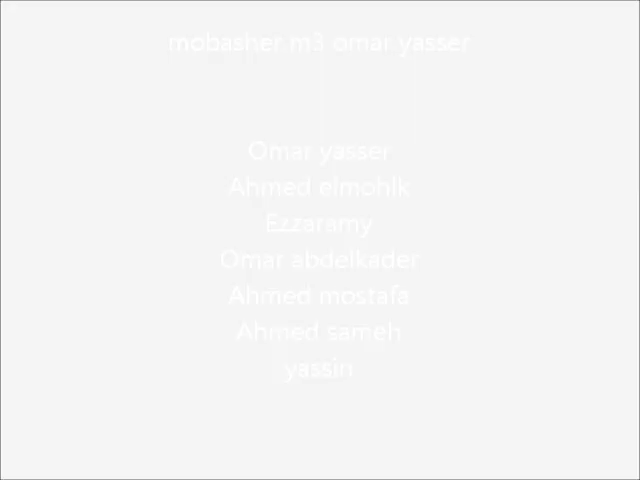 mobasher m3 omar yasser
Omar yasser
Ahmed elmohlk
Ezzaramy
Omar abdelkader
Ahmed mostafa
Ahmed sameh
yassin